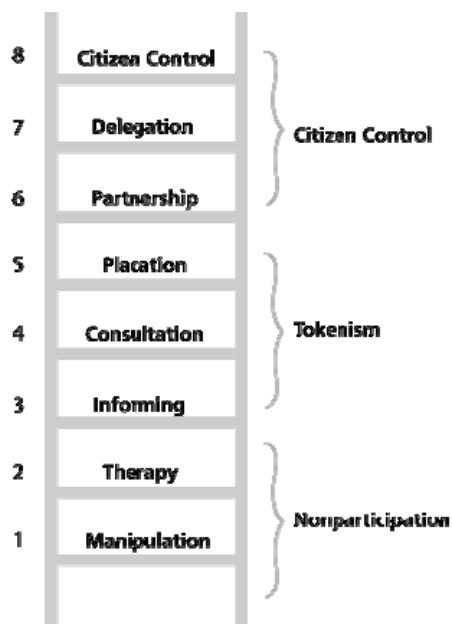 8 Citizen Control
7 Delegation
Citizen Control
6 Partnership
5 Placation
4 Consultation
Tokenism
3 Informing
2 Therapy
Nonparticipation
1 Manipulation